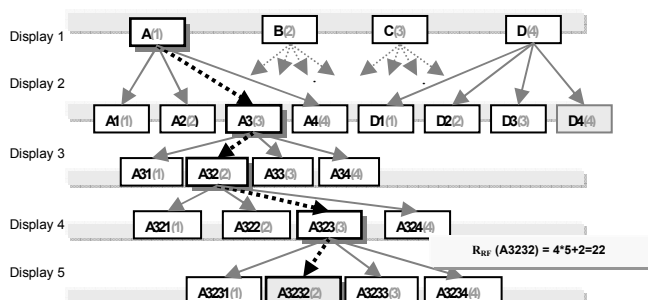 Display 1
A(1) B(2) C(3) D(4)
Display 2
A1(1) A2(2) A3(3) A4(4) D1(1) D2(2) D3(3) D4(4)
Display 3
A31(1) A32(2) A33(3) A34(4)
Display 4
A321(1) A322(2) A323(3) A324(4)
R_RF (A3232) = 4*5+2=22
Display 5
A3231(1) A3232(2) A3233(3) A3234(4)